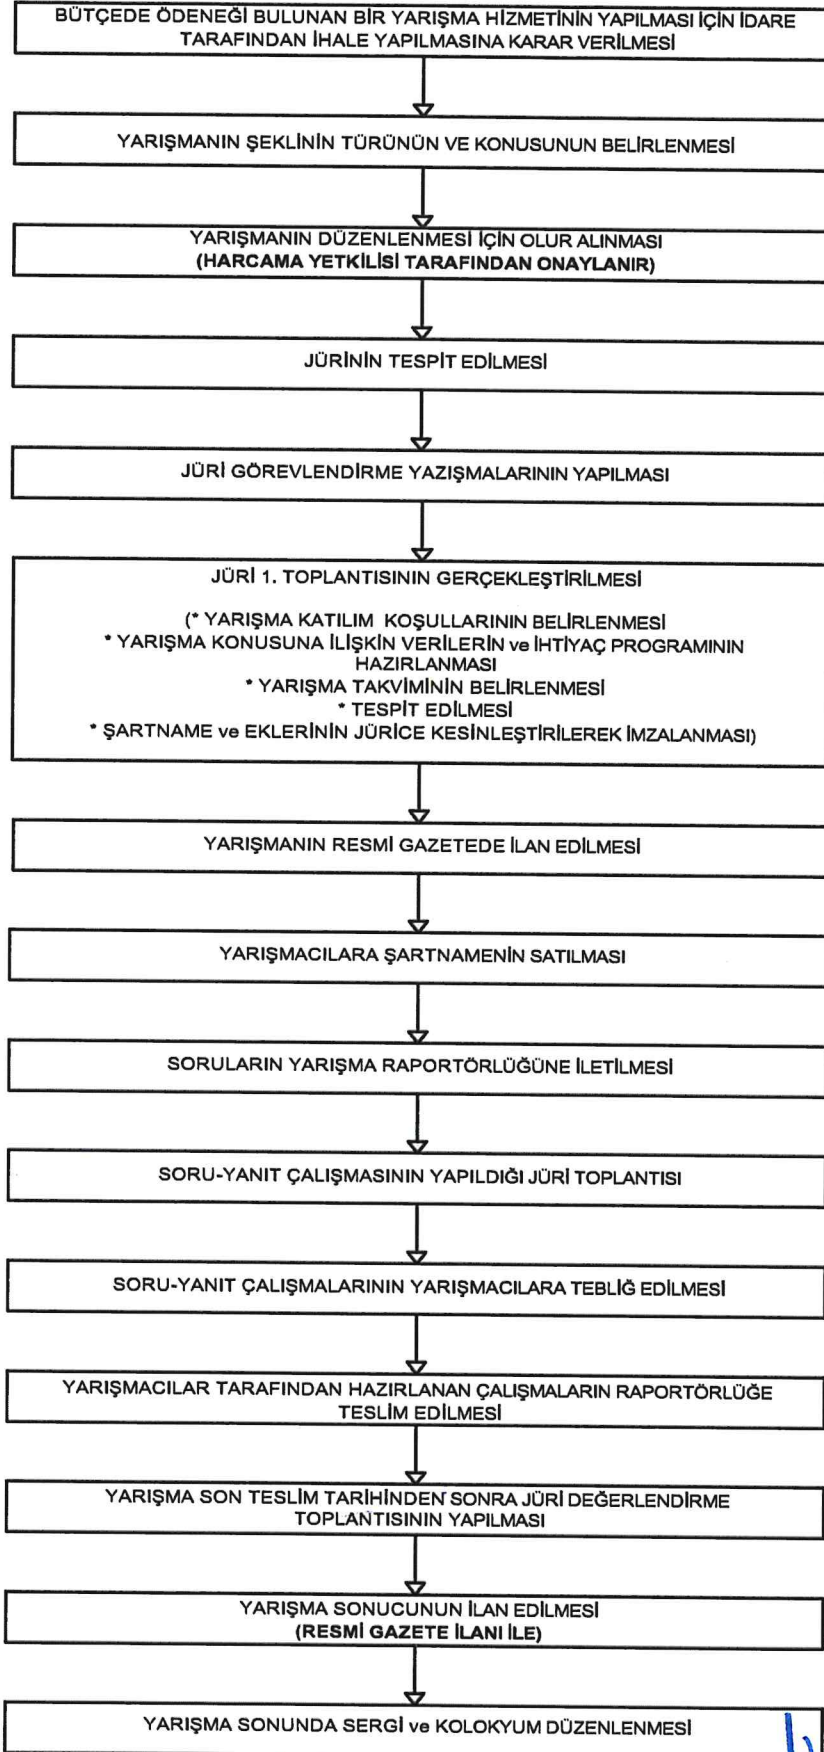 BÜTÇEDE ÖDENEĞİ BULUNAN BİR YARIŞMA HİZMETİNİN YAPILMASI İÇİN İDARE
TARAFINDAN İHALE YAPILMASINA KARAR VERİLMESİ
YARIŞMANIN ŞEKLİNİN TÜRÜNÜN VE KONUSUNUN BELİRLENMESİ
YARIŞMANIN DÜZENLENMESİ İÇİN OLUR ALINMASI
(HARCAMA YETKİLİSİ TARAFINDAN ONAYLANIR)
JÜRİNİN TESPİT EDİLMESİ
JÜRİ GÖREVLENDİRME YAZIŞMALARININ YAPILMASI
JÜRİ 1. TOPLANTISININ GERÇEKLEŞTİRİLMESİ
(* YARIŞMA KATILIM KOŞULLARININ BELİRLENMESİ
* YARIŞMA KONUSUNA İLİŞKİN VERİLERİN ve İHTİYAÇ PROGRAMININ
HAZIRLANMASI
* YARIŞMA TAKVİMİNİN BELİRLENMESİ
* TESPİT EDİLMESİ
* ŞARTNAME ve EKLERİNİN JÜRİCE KESİNLEŞTİRİLEREK İMZALANMASI)
YARIŞMANIN RESMİ GAZETEDE İLAN EDİLMESİ
YARIŞMACILARA ŞARTNAMENİN SATILMASI
SORULARIN YARIŞMA RAPORTÖRLÜĞÜNE İLETİLMESİ
SORU-YANIT ÇALIŞMASININ YAPILDIĞI JÜRİ TOPLANTISI
SORU-YANIT ÇALIŞMALARININ YARIŞMACILARA TEBLİĞ EDİLMESİ
YARIŞMACILAR TARAFINDAN HAZIRLANAN ÇALIŞMALARIN RAPORTÖRLÜĞE
TESLİM EDİLMESİ
YARIŞMA SON TESLİM TARİHİNDEN SONRA JÜRİ DEĞERLENDİRME
TOPLANTISININ YAPILMASI
YARIŞMA SONUCUNUN İLAN EDİLMESİ
(RESMİ GAZETE İLANI İLE)
YARIŞMA SONUNDA SERGİ ve KOLOKYUM DÜZENLENMESİ